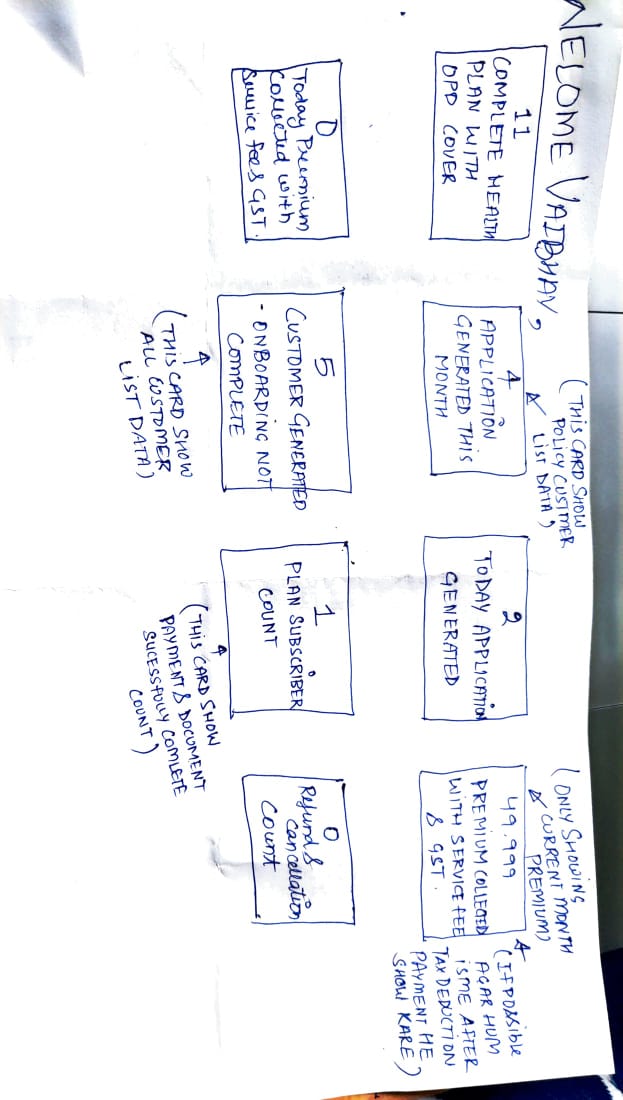 WELOME VAIBHAV,
(THIS CARD SHOW
POLICY CUSTMER
LIST DATA)
(ONLY SHOWING
CURRENT MONTH
PREMIUM)
11
COMPLETE HEALTH
PLAN WITH
OPD COVER
4
APPLICATION
GENERATED THIS
MONTH
2
TODAY APPLICATION
GENERATED
49.999
PREMIUM COLLECTED
WITH SERVICE FEE
& GST.
(IF POSSIBLE
AGAR HUM
ISME AFTER
TAX DEDUCTION
PAYMENT HE
SHOW KARE)
0
Today Premium
Collected with
Service fee & GST.
5
CUSTOMER GENERATED
- ONBOARDING NOT
COMPLETE
1
PLAN SUBSCRIBER
COUNT
0
Refund &
Cancellation
Count
(THIS CARD SHOW
ALL CUSTOMER
LIST DATA)
(THIS CARD SHOW
PAYMENT & DOCUMENT
SUCESSFULLY COMLETE
COUNT)